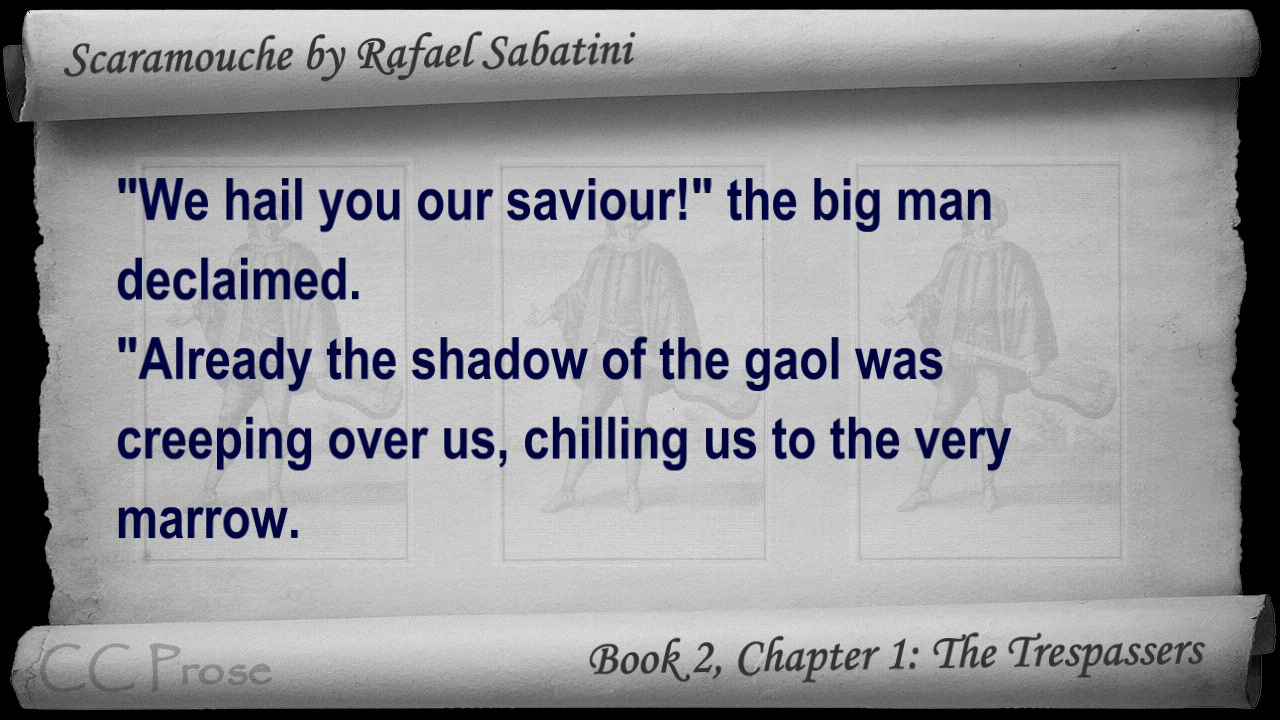 Scaramouche by Rafael Sabatini
"We hail you our saviour!" the big man
declaimed.
"Already the shadow of the gaol was
creeping over us, chilling us to the very
marrow.
CC Prose
Book 2, Chapter 1: The Trespassers